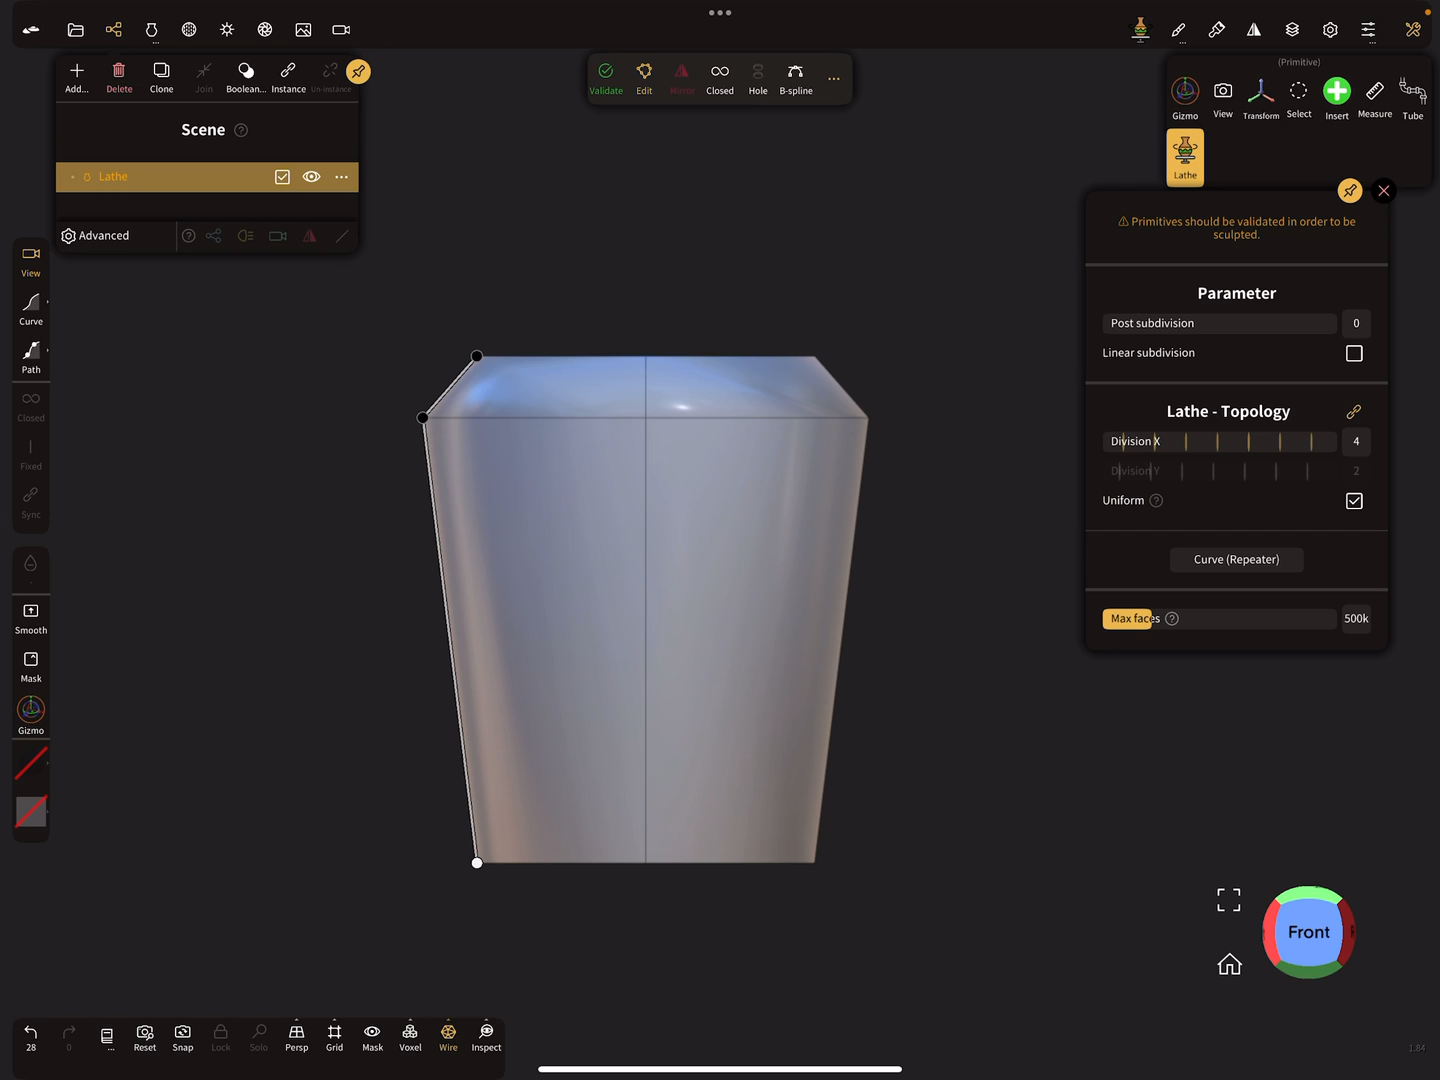 (Primitive)
Add...
Delete
Clone
Join
Boolean...
Instance
Un-instance
Validate
Edit
Mirror
Closed
Hole
B-spline
...
Gizmo
View
Transform
Select
Insert
Measure
Tube
Lathe
Scene ?
Lathe
Advanced
?
⚠ Primitives should be validated in order to be
sculpted.
Parameter
Post subdivision 0
Linear subdivision
Lathe - Topology
Division X 4
Division Y 2
Uniform ?
Curve (Repeater)
Max faces ? 500k
View
Curve
Path
Closed
Fixed
Sync
Smooth
Mask
Gizmo
Front
28
0
...
Reset
Snap
Lock
Solo
Persp
Grid
Mask
Voxel
Wire
Inspect
1.84